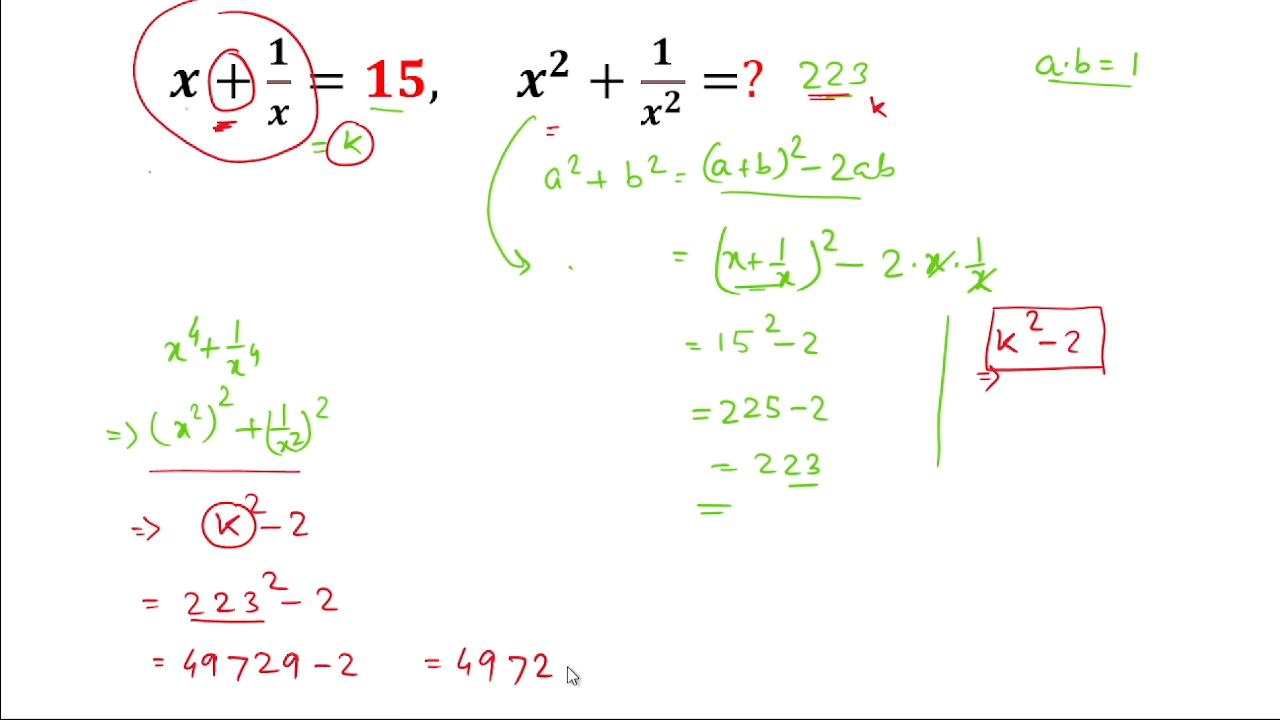 x + 1/x = 15, x² + 1/x² = ? 223 a·b = 1
= k k
a² + b² = (a+b)² - 2ab
= (x + 1/x)² - 2·x·1/x
x⁴ + 1/x⁴
= 15² - 2
k² - 2
=>
=> (x²)² + (1/x²)²
= 225 - 2
= 223
=
=> k² - 2
= 223² - 2
= 49729 - 2 = 4972